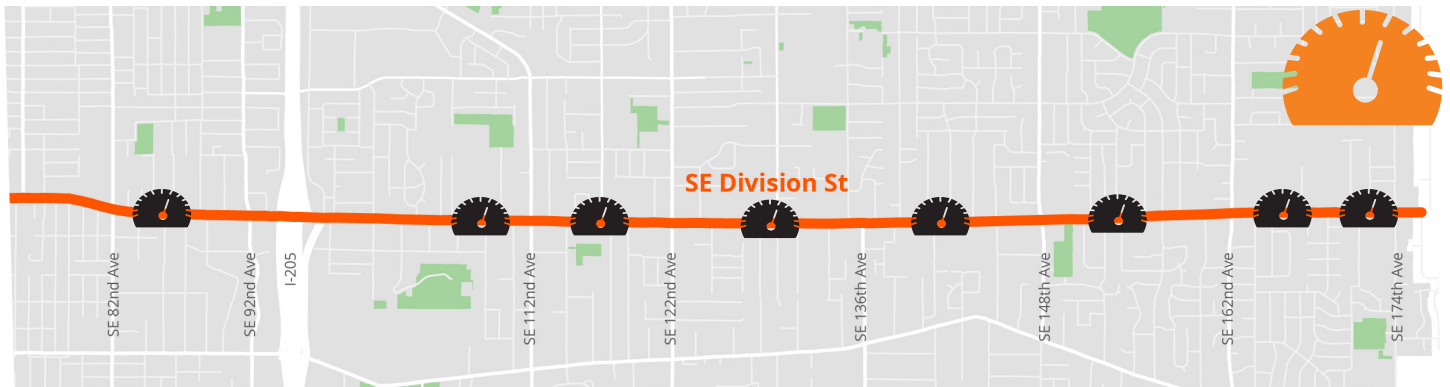 SE Division St
SE 82nd Ave
SE 92nd Ave
I-205
SE 112nd Ave
SE 122nd Ave
SE 136th Ave
SE 148th Ave
SE 162nd Ave
SE 174th Ave